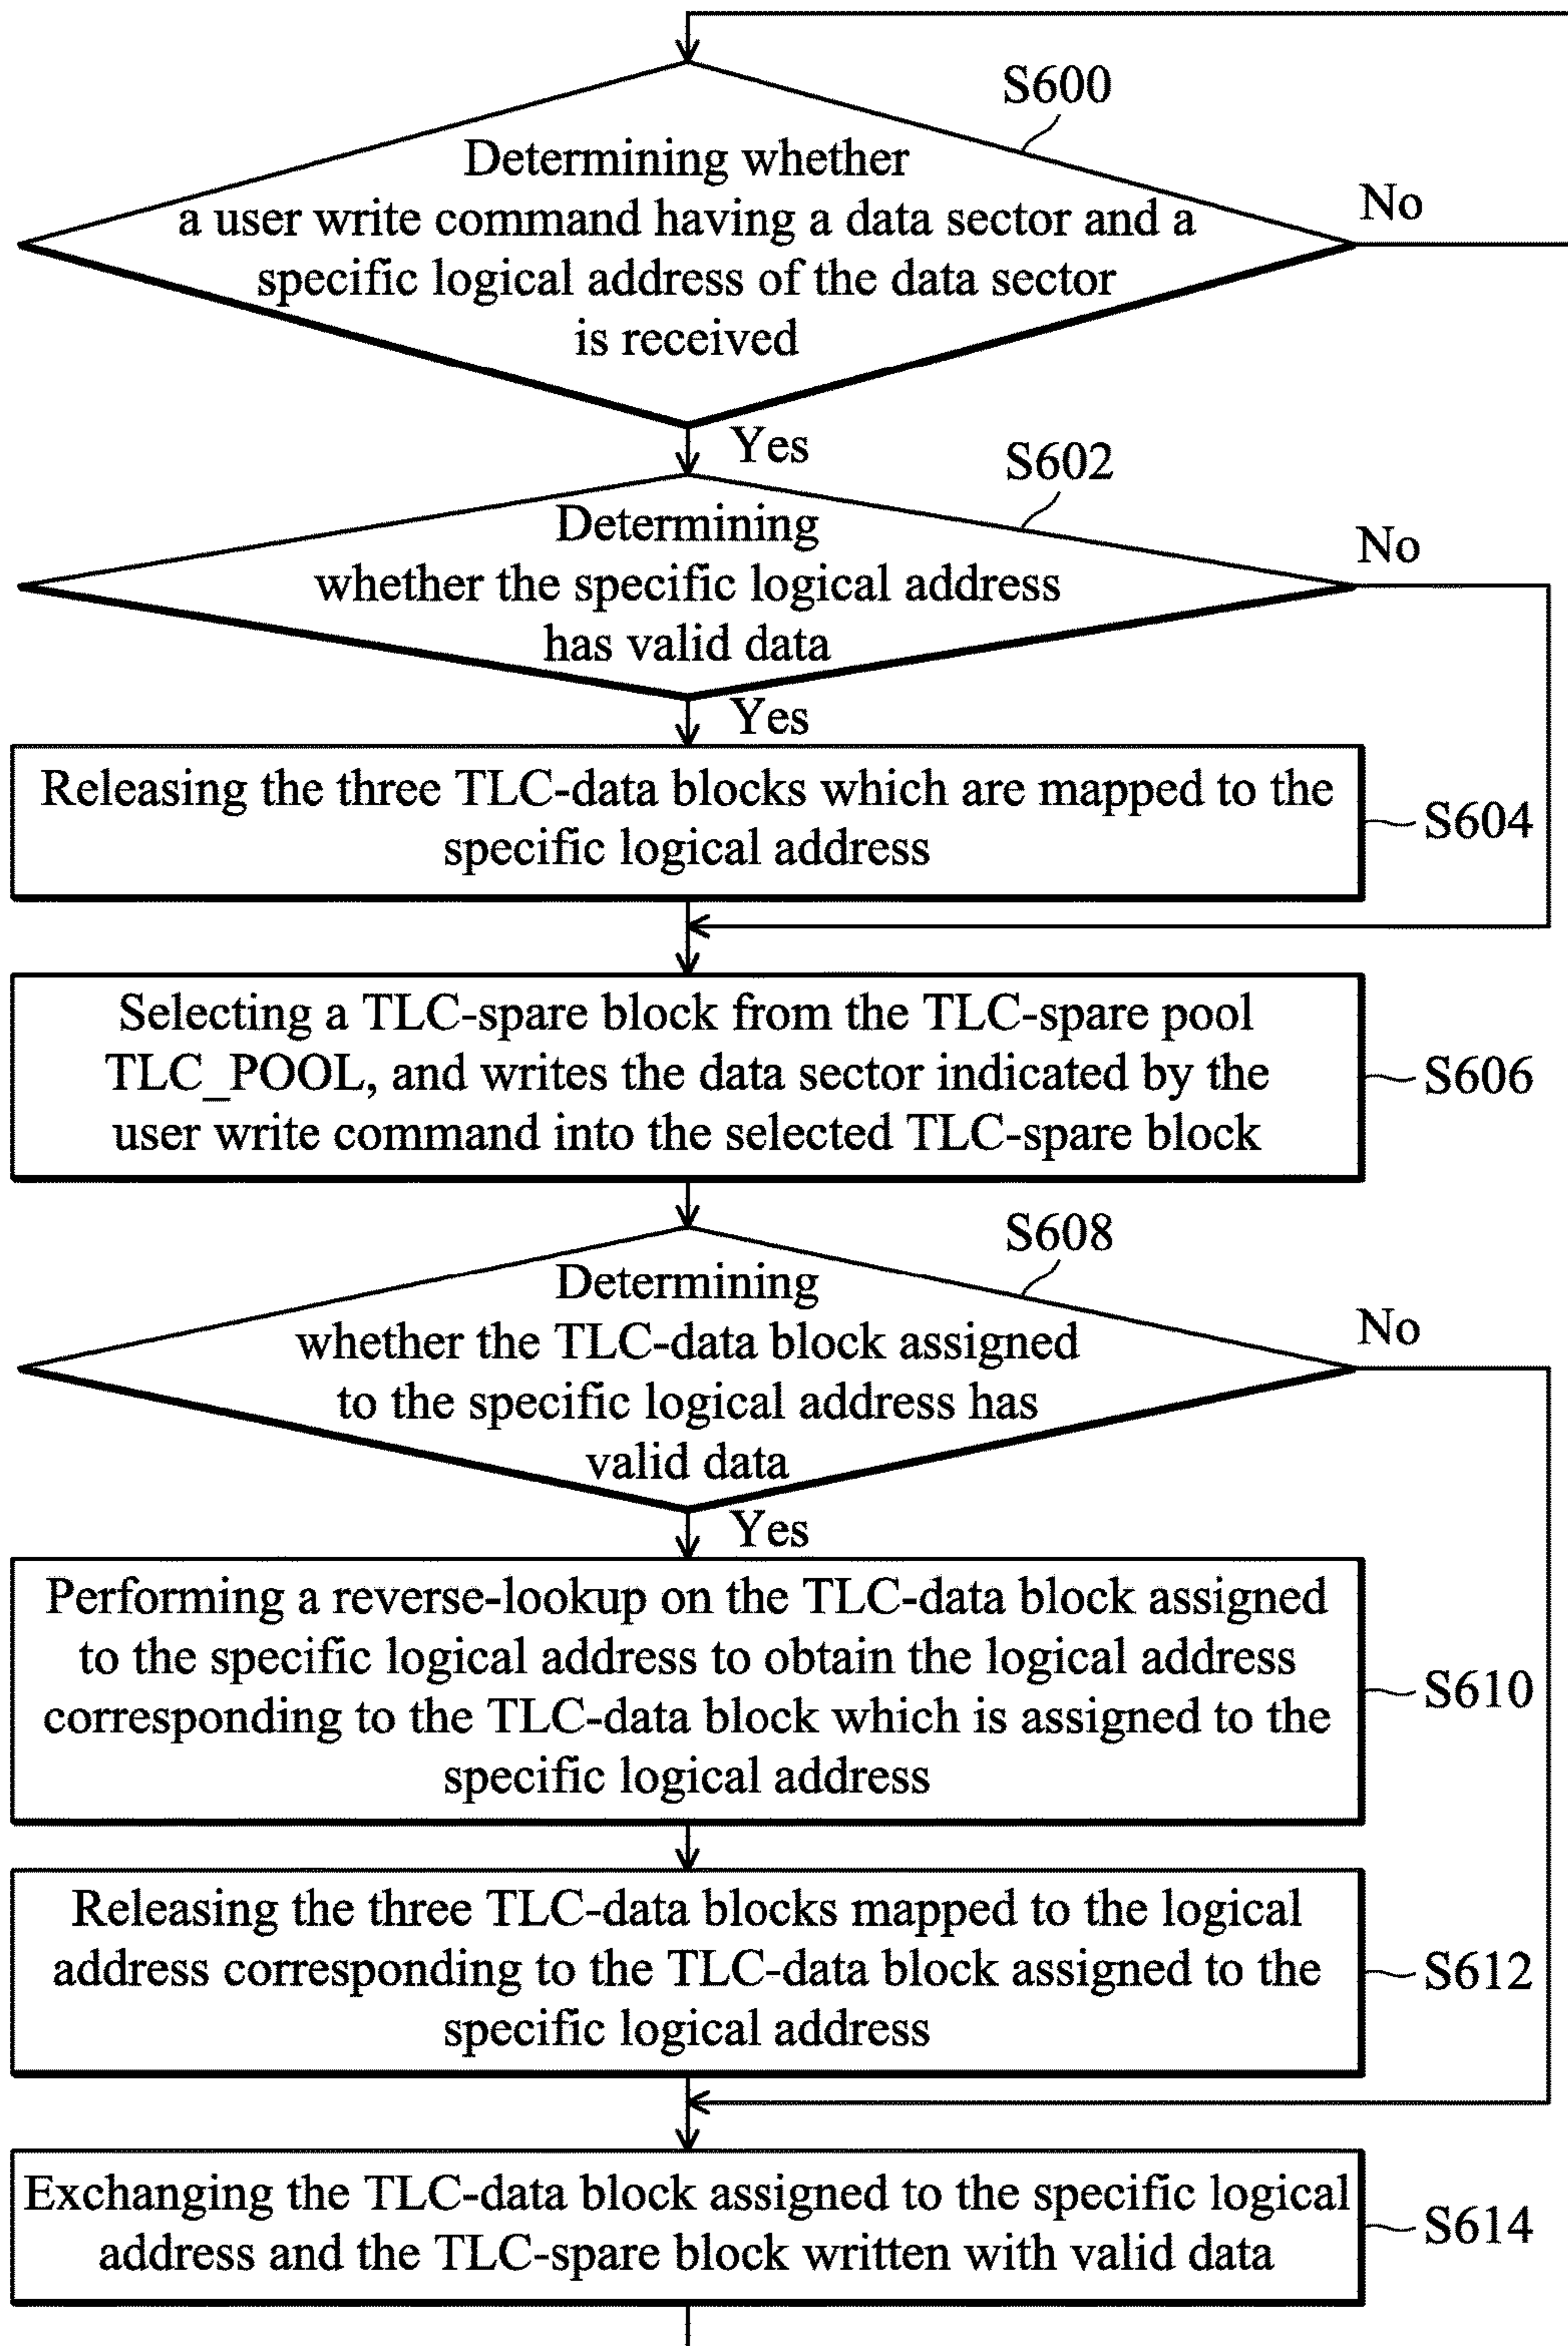 S600
Determining whether
a user write command having a data sector and a
specific logical address of the data sector
is received
No
Yes
S602
Determining
whether the specific logical address
has valid data
No
Yes
Releasing the three TLC-data blocks which are mapped to the
specific logical address
S604
Selecting a TLC-spare block from the TLC-spare pool
TLC_POOL, and writes the data sector indicated by the
user write command into the selected TLC-spare block
S606
S608
Determining
whether the TLC-data block assigned
to the specific logical address has
valid data
No
Yes
Performing a reverse-lookup on the TLC-data block assigned
to the specific logical address to obtain the logical address
corresponding to the TLC-data block which is assigned to the
specific logical address
S610
Releasing the three TLC-data blocks mapped to the logical
address corresponding to the TLC-data block assigned to the
specific logical address
S612
Exchanging the TLC-data block assigned to the specific logical
address and the TLC-spare block written with valid data
S614